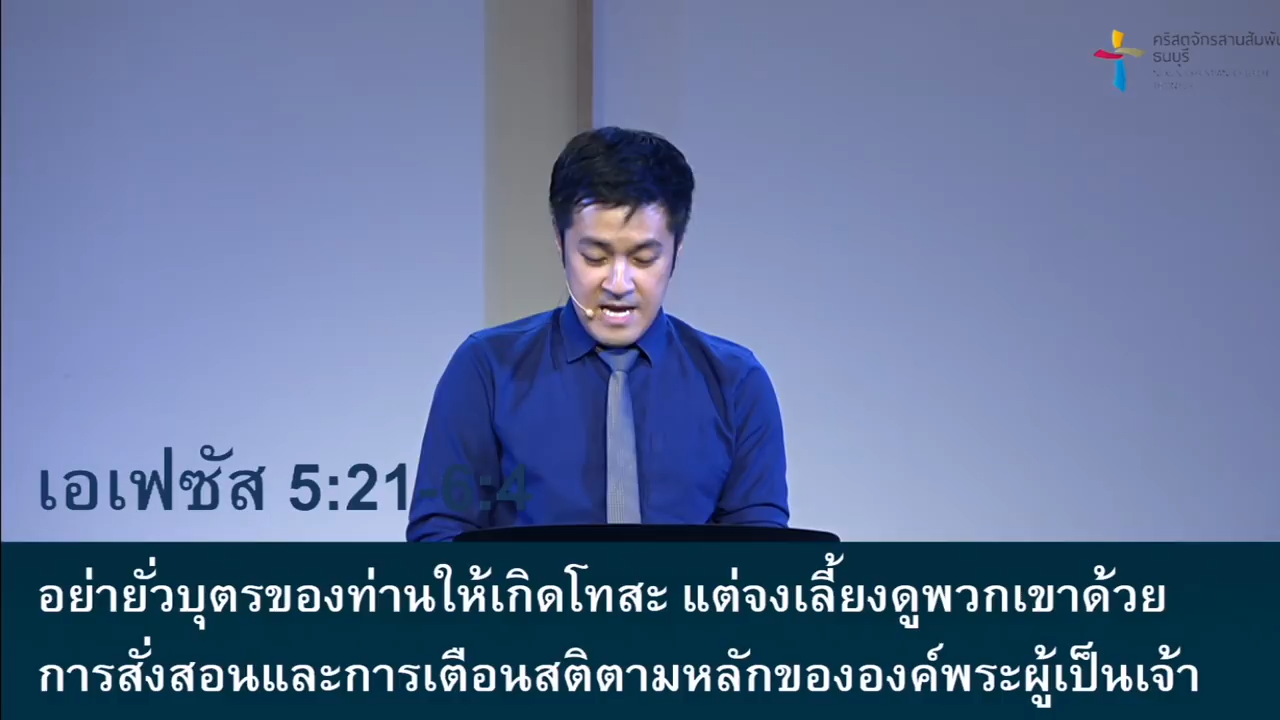 คริสตจักรสานสัมพัน
ธนบุรี
เอเฟซัส 5:21-6:4
อย่ายั่วบุตรของท่านให้เกิดโทสะ แต่จงเลี้ยงดูพวกเขาด้วย
การสั่งสอนและการเตือนสติตามหลักขององค์พระผู้เป็นเจ้า